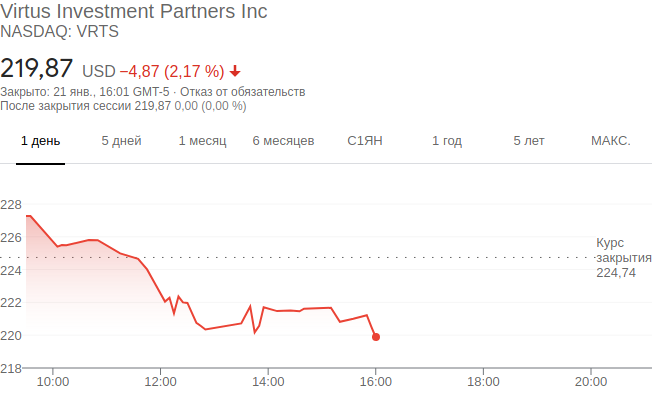 Virtus Investment Partners Inc
NASDAQ: VRTS
219,87 USD −4,87 (2,17 %)
Закрыто: 21 янв., 16:01 GMT-5 · Отказ от обязательств
После закрытия сессии 219,87 0,00 (0,00 %)
1 день 5 дней 1 месяц 6 месяцев С1ЯН 1 год 5 лет МАКС.
228
226
Курс
закрытия
224,74
224
222
220
218
10:00 12:00 14:00 16:00 18:00 20:00